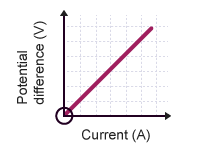 Potential
difference (V)
Current (A)